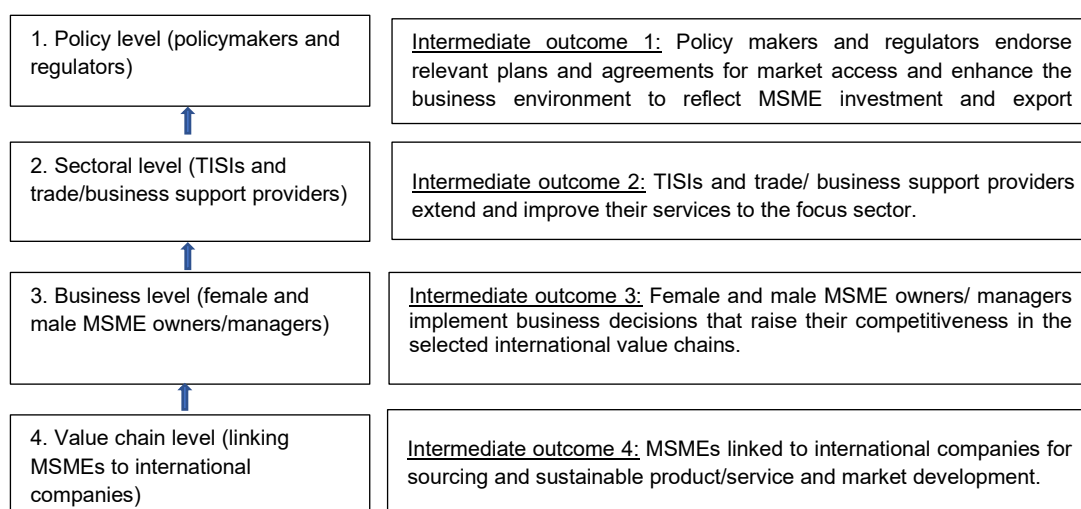 1. Policy level (policymakers and
regulators)
Intermediate outcome 1: Policy makers and regulators endorse
relevant plans and agreements for market access and enhance the
business environment to reflect MSME investment and export
2. Sectoral level (TISIs and
trade/business support providers)
Intermediate outcome 2: TISIs and trade/ business support providers
extend and improve their services to the focus sector.
3. Business level (female and
male MSME owners/managers)
Intermediate outcome 3: Female and male MSME owners/ managers
implement business decisions that raise their competitiveness in the
selected international value chains.
4. Value chain level (linking
MSMEs to international
companies)
Intermediate outcome 4: MSMEs linked to international companies for
sourcing and sustainable product/service and market development.